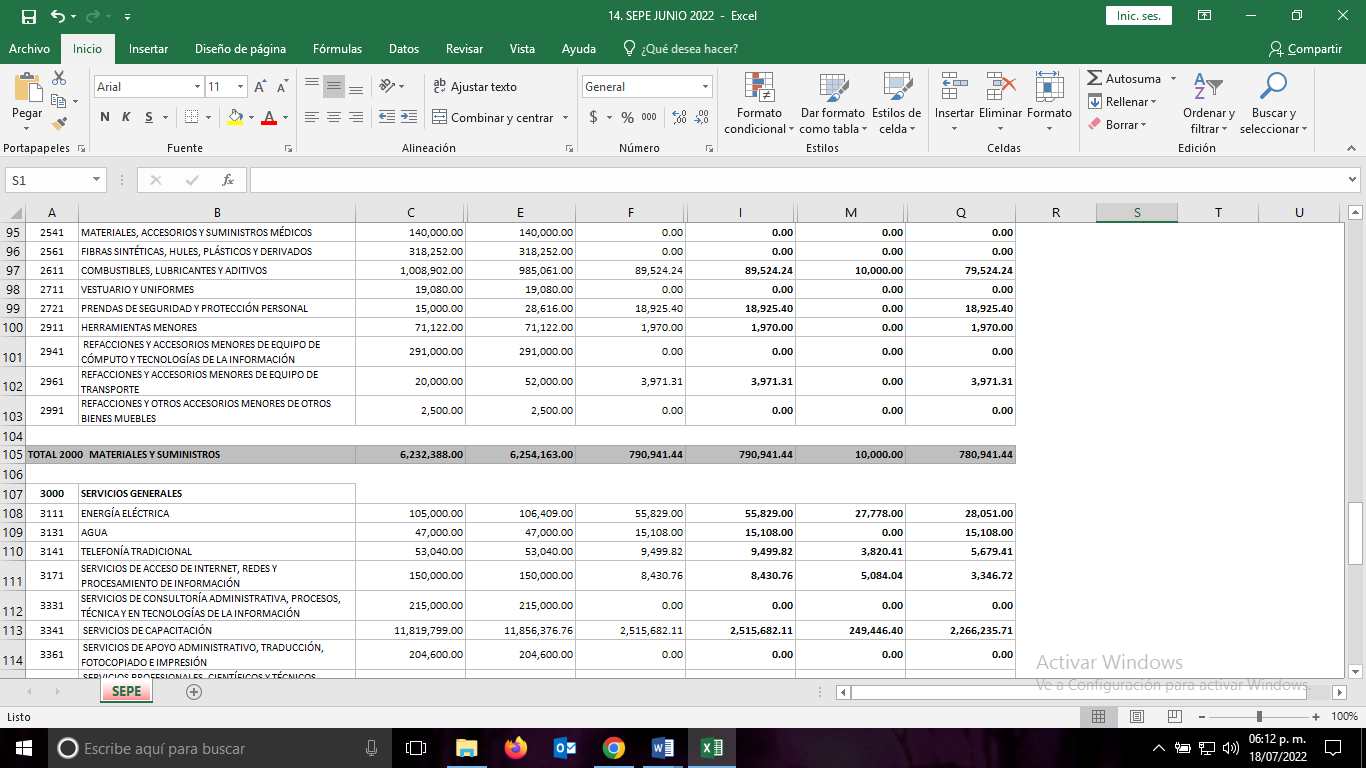 14. SEPE JUNIO 2022 - Excel
Inic. ses.
Archivo Inicio Insertar Diseño de página Fórmulas Datos Revisar Vista Ayuda ¿Qué desea hacer? Compartir
Pegar
Arial 11
N K S
Ajustar texto
Combinar y centrar
General
$ % 000
Formato condicional
Dar formato como tabla
Estilos de celda
Insertar Eliminar Formato
Autosuma
Rellenar
Borrar
Ordenar y filtrar
Buscar y seleccionar
Portapapeles Fuente Alineación Número Estilos Celdas Edición
S1 fx
A B C E F I M Q R S T U
95 2541 MATERIALES, ACCESORIOS Y SUMINISTROS MÉDICOS 140,000.00 140,000.00 0.00 0.00 0.00 0.00
96 2561 FIBRAS SINTÉTICAS, HULES, PLÁSTICOS Y DERIVADOS 318,252.00 318,252.00 0.00 0.00 0.00 0.00
97 2611 COMBUSTIBLES, LUBRICANTES Y ADITIVOS 1,008,902.00 985,061.00 89,524.24 89,524.24 10,000.00 79,524.24
98 2711 VESTUARIO Y UNIFORMES 19,080.00 19,080.00 0.00 0.00 0.00 0.00
99 2721 PRENDAS DE SEGURIDAD Y PROTECCIÓN PERSONAL 15,000.00 28,616.00 18,925.40 18,925.40 0.00 18,925.40
100 2911 HERRAMIENTAS MENORES 71,122.00 71,122.00 1,970.00 1,970.00 0.00 1,970.00
101 2941 REFACCIONES Y ACCESORIOS MENORES DE EQUIPO DE
CÓMPUTO Y TECNOLOGÍAS DE LA INFORMACIÓN 291,000.00 291,000.00 0.00 0.00 0.00 0.00
102 2961 REFACCIONES Y ACCESORIOS MENORES DE EQUIPO DE
TRANSPORTE 20,000.00 52,000.00 3,971.31 3,971.31 0.00 3,971.31
103 2991 REFACCIONES Y OTROS ACCESORIOS MENORES DE OTROS
BIENES MUEBLES 2,500.00 2,500.00 0.00 0.00 0.00 0.00
104
105 TOTAL 2000 MATERIALES Y SUMINISTROS 6,232,388.00 6,254,163.00 790,941.44 790,941.44 10,000.00 780,941.44
106
107 3000 SERVICIOS GENERALES
108 3111 ENERGÍA ELÉCTRICA 105,000.00 106,409.00 55,829.00 55,829.00 27,778.00 28,051.00
109 3131 AGUA 47,000.00 47,000.00 15,108.00 15,108.00 0.00 15,108.00
110 3141 TELEFONÍA TRADICIONAL 53,040.00 53,040.00 9,499.82 9,499.82 3,820.41 5,679.41
111 3171 SERVICIOS DE ACCESO DE INTERNET, REDES Y
PROCESAMIENTO DE INFORMACIÓN 150,000.00 150,000.00 8,430.76 8,430.76 5,084.04 3,346.72
112 3331 SERVICIOS DE CONSULTORÍA ADMINISTRATIVA, PROCESOS,
TÉCNICA Y EN TECNOLOGÍAS DE LA INFORMACIÓN 215,000.00 215,000.00 0.00 0.00 0.00 0.00
113 3341 SERVICIOS DE CAPACITACIÓN 11,819,799.00 11,856,376.76 2,515,682.11 2,515,682.11 249,446.40 2,266,235.71
114 3361 SERVICIOS DE APOYO ADMINISTRATIVO, TRADUCCIÓN,
FOTOCOPIADO E IMPRESIÓN 204,600.00 204,600.00 0.00 0.00 0.00 0.00
SERVICIOS PROFESIONALES, CIENTÍFICOS Y TÉCNICOS
Activar Windows
Ve a Configuración para activar Windows.
SEPE
Listo 100%
Escribe aquí para buscar
06:12 p. m.
18/07/2022